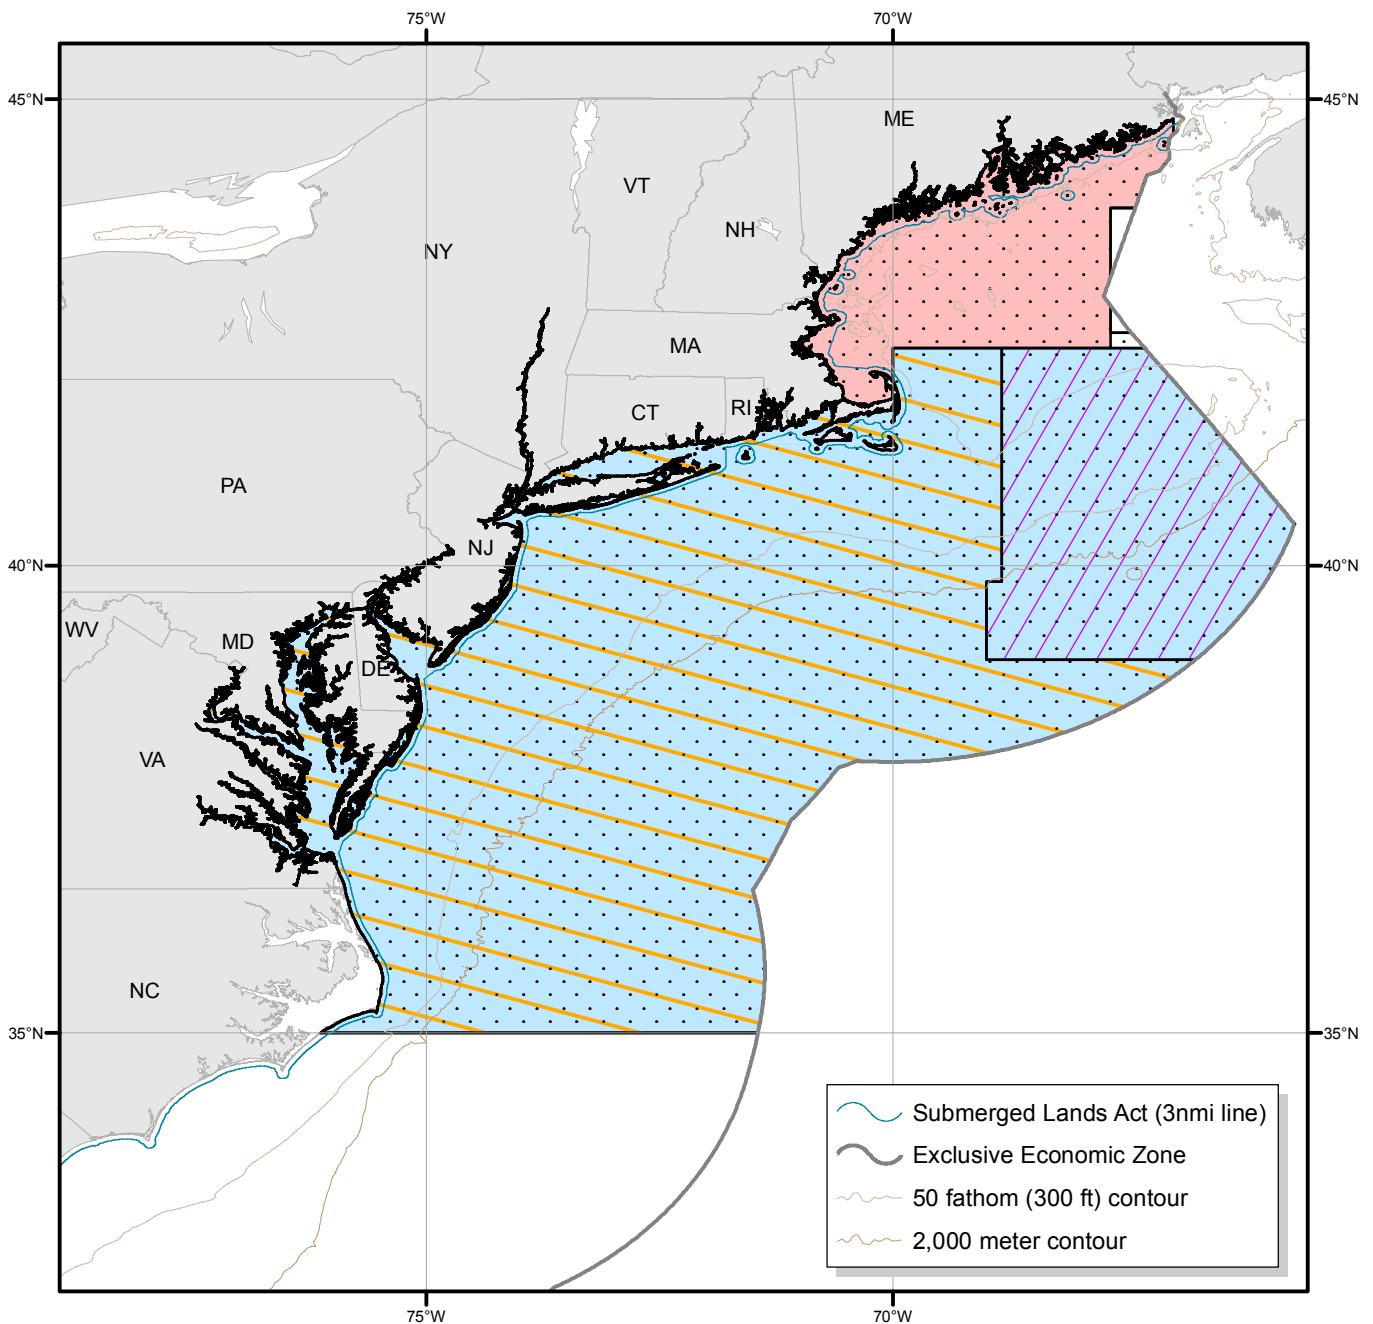 75°W
70°W
45°N
45°N
ME
VT
NH
NY
MA
RI
CT
PA
NJ
40°N
40°N
WV
MD
DE
VA
NC
35°N
35°N
Submerged Lands Act (3nmi line)
Exclusive Economic Zone
50 fathom (300 ft) contour
2,000 meter contour
75°W
70°W